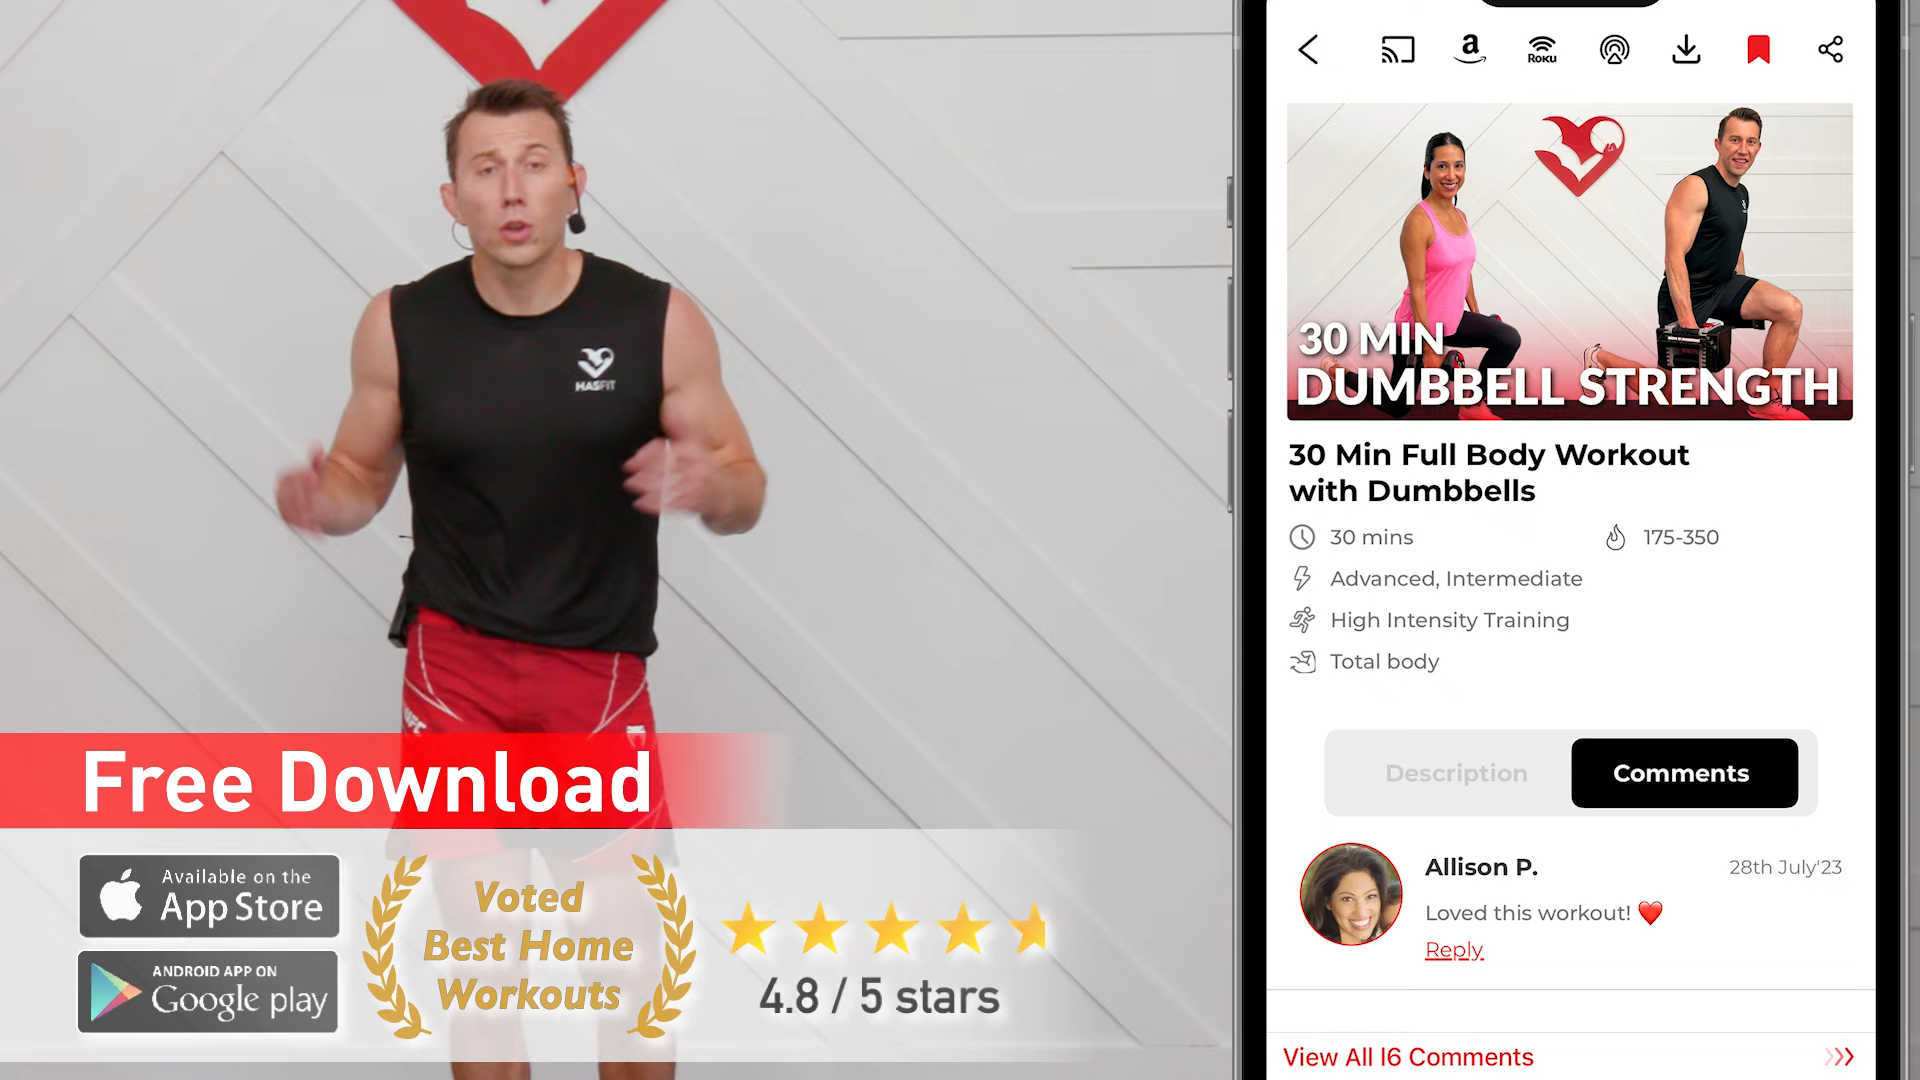 HASFIT
UFC
Free Download
Available on the
App Store
ANDROID APP ON
Google play
Voted
Best Home
Workouts
4.8 / 5 stars
a
Roku
30 MIN
DUMBBELL STRENGTH
30 Min Full Body Workout
with Dumbbells
30 mins
175-350
Advanced, Intermediate
High Intensity Training
Total body
Description
Comments
Allison P.
28th July'23
Loved this workout! ❤️
Reply
View All 16 Comments